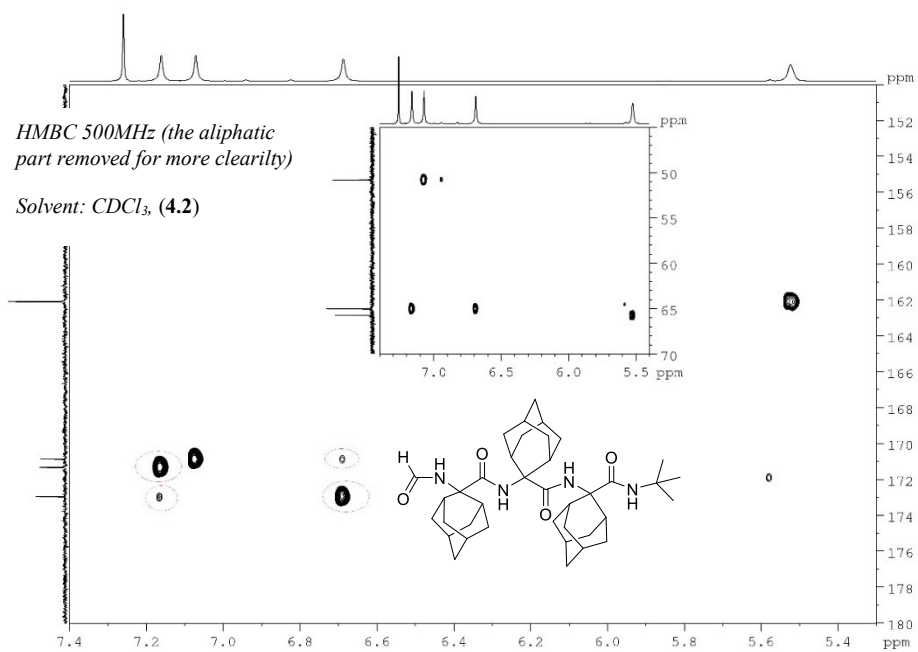 ppm
ppm
HMBC 500MHz (the aliphatic
part removed for more clearilty)
Solvent: CDCl3, (4.2)
50
55
60
65
70
7.0 6.5 6.0 5.5 ppm
152
154
156
158
160
162
164
166
168
170
172
174
176
178
180
H
O
H
N
O
N
H
O
H
N
O
N
H
7.4 7.2 7.0 6.8 6.6 6.4 6.2 6.0 5.8 5.6 5.4 ppm